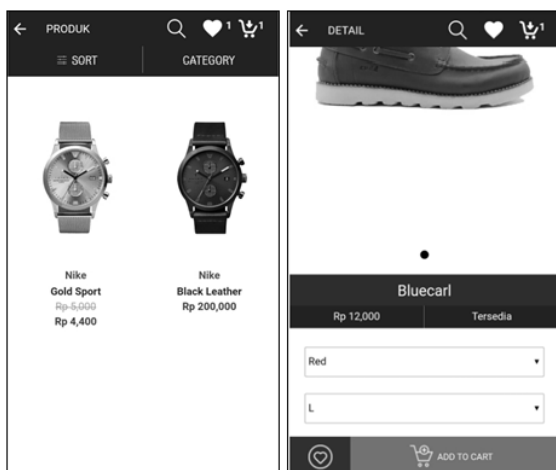 PRODUK
1
1
SORT
CATEGORY
Nike
Gold Sport
Rp 5,000
Rp 4,400
Nike
Black Leather
Rp 200,000
DETAIL
1
Bluecarl
Rp 12,000
Tersedia
Red
L
ADD TO CART